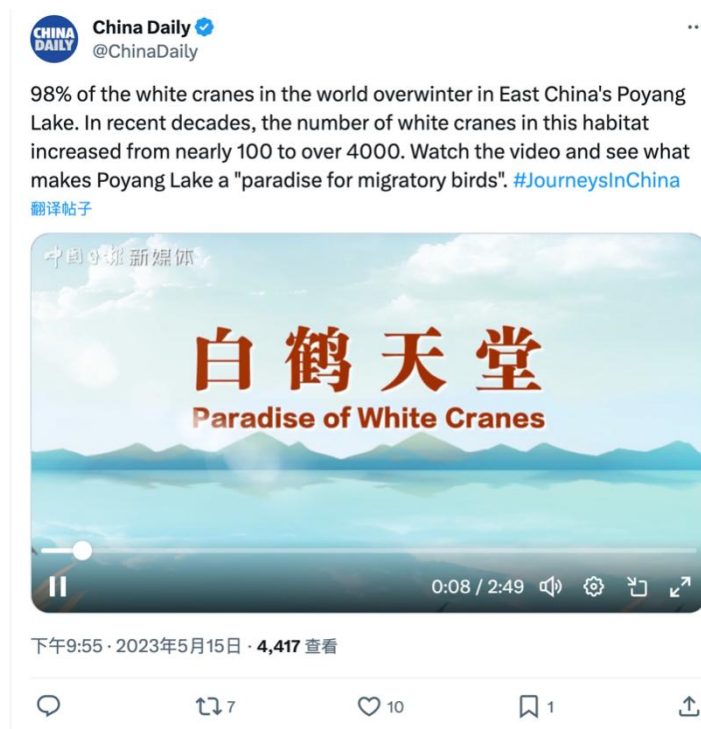 CHINA
DAILY
China Daily
@ChinaDaily
98% of the white cranes in the world overwinter in East China's Poyang
Lake. In recent decades, the number of white cranes in this habitat
increased from nearly 100 to over 4000. Watch the video and see what
makes Poyang Lake a "paradise for migratory birds". #JourneysInChina
翻译帖子
中国日报新媒体
白鹤天堂
Paradise of White Cranes
0:08 / 2:49
下午9:55 · 2023年5月15日 · 4,417 查看
7 10 1